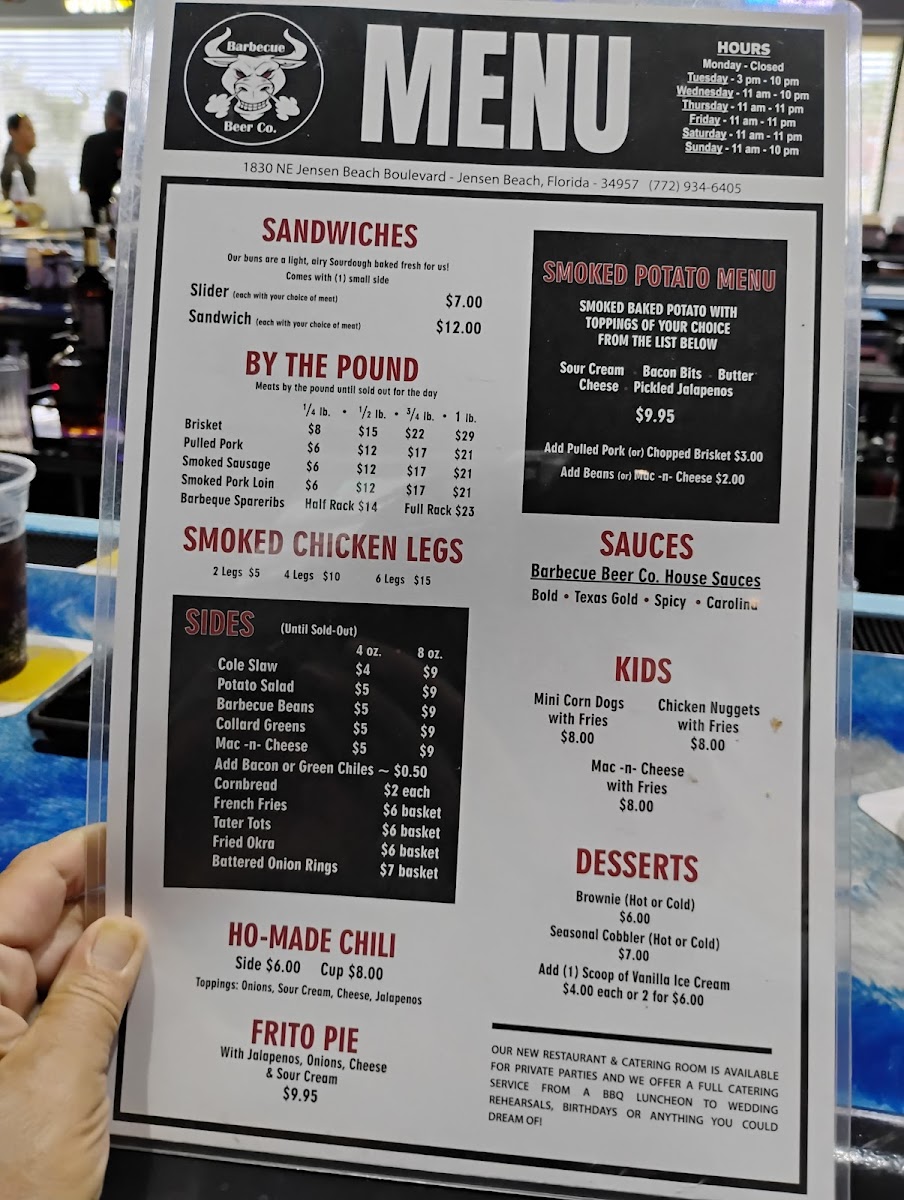 Barbecue
Beer Co.
MENU
HOURS
Monday - Closed
Tuesday - 3 pm - 10 pm
Wednesday - 11 am - 10 pm
Thursday - 11 am - 11 pm
Friday - 11 am - 11 pm
Saturday - 11 am - 11 pm
Sunday - 11 am - 10 pm
1830 NE Jensen Beach Boulevard - Jensen Beach, Florida - 34957 (772) 934-6405
SANDWICHES
Our buns are a light, airy Sourdough baked fresh for us!
Comes with (1) small side
Slider (each with your choice of meat) $7.00
Sandwich (each with your choice of meat) $12.00
BY THE POUND
Meats by the pound until sold out for the day
1/4 lb. • 1/2 lb. • 3/4 lb. • 1 lb.
Brisket $8 $15 $22 $29
Pulled Pork $6 $12 $17 $21
Smoked Sausage $6 $12 $17 $21
Smoked Pork Loin $6 $12 $17 $21
Barbeque Spareribs Half Rack $14 Full Rack $23
SMOKED CHICKEN LEGS
2 Legs $5 4 Legs $10 6 Legs $15
SIDES (Until Sold-Out)
4 oz. 8 oz.
Cole Slaw $4 $9
Potato Salad $5 $9
Barbecue Beans $5 $9
Collard Greens $5 $9
Mac -n- Cheese $5 $9
Add Bacon or Green Chiles ~ $0.50
Cornbread $2 each
French Fries $6 basket
Tater Tots $6 basket
Fried Okra $6 basket
Battered Onion Rings $7 basket
HO-MADE CHILI
Side $6.00 Cup $8.00
Toppings: Onions, Sour Cream, Cheese, Jalapenos
FRITO PIE
With Jalapenos, Onions, Cheese
& Sour Cream
$9.95
SMOKED POTATO MENU
SMOKED BAKED POTATO WITH
TOPPINGS OF YOUR CHOICE
FROM THE LIST BELOW
Sour Cream Bacon Bits Butter
Cheese Pickled Jalapenos
$9.95
Add Pulled Pork (or) Chopped Brisket $3.00
Add Beans (or) Mac -n- Cheese $2.00
SAUCES
Barbecue Beer Co. House Sauces
Bold • Texas Gold • Spicy • Carolina
KIDS
Mini Corn Dogs Chicken Nuggets
with Fries with Fries
$8.00 $8.00
Mac -n- Cheese
with Fries
$8.00
DESSERTS
Brownie (Hot or Cold)
$6.00
Seasonal Cobbler (Hot or Cold)
$7.00
Add (1) Scoop of Vanilla Ice Cream
$4.00 each or 2 for $6.00
OUR NEW RESTAURANT & CATERING ROOM IS AVAILABLE
FOR PRIVATE PARTIES AND WE OFFER A FULL CATERING
SERVICE FROM A BBQ LUNCHEON TO WEDDING
REHEARSALS, BIRTHDAYS OR ANYTHING YOU COULD
DREAM OF!